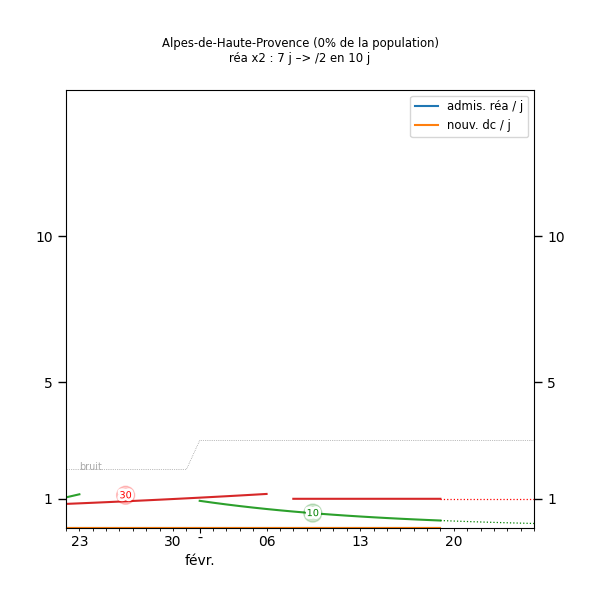 Alpes-de-Haute-Provence (0% de la population)
réa x2 : 7 j –> /2 en 10 j
admis. réa / j
nouv. dc / j
10 10
5 5
bruit
30
1 1
10
23 30 - 06 13 20
févr.